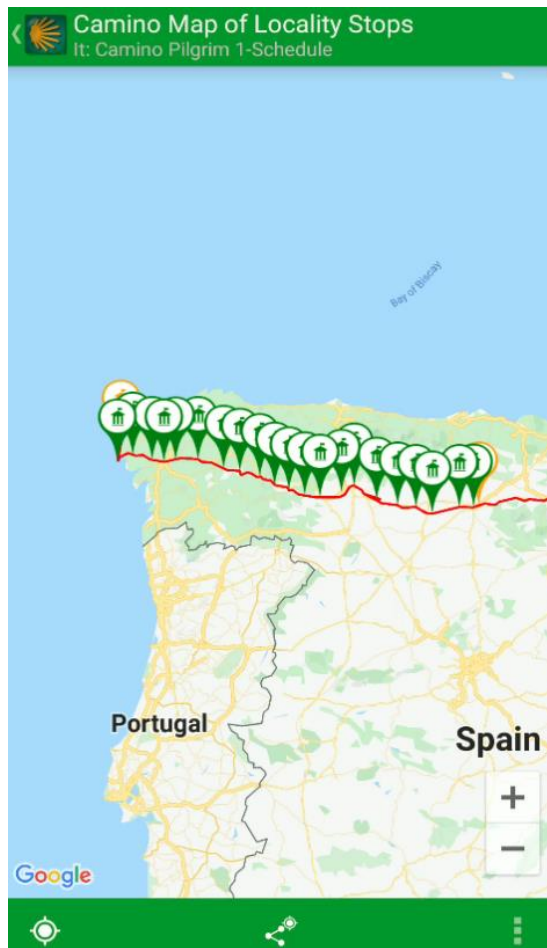 Camino Map of Locality Stops
It: Camino Pilgrim 1-Schedule
Bay of Biscay
Portugal
Spain
+
−
Google